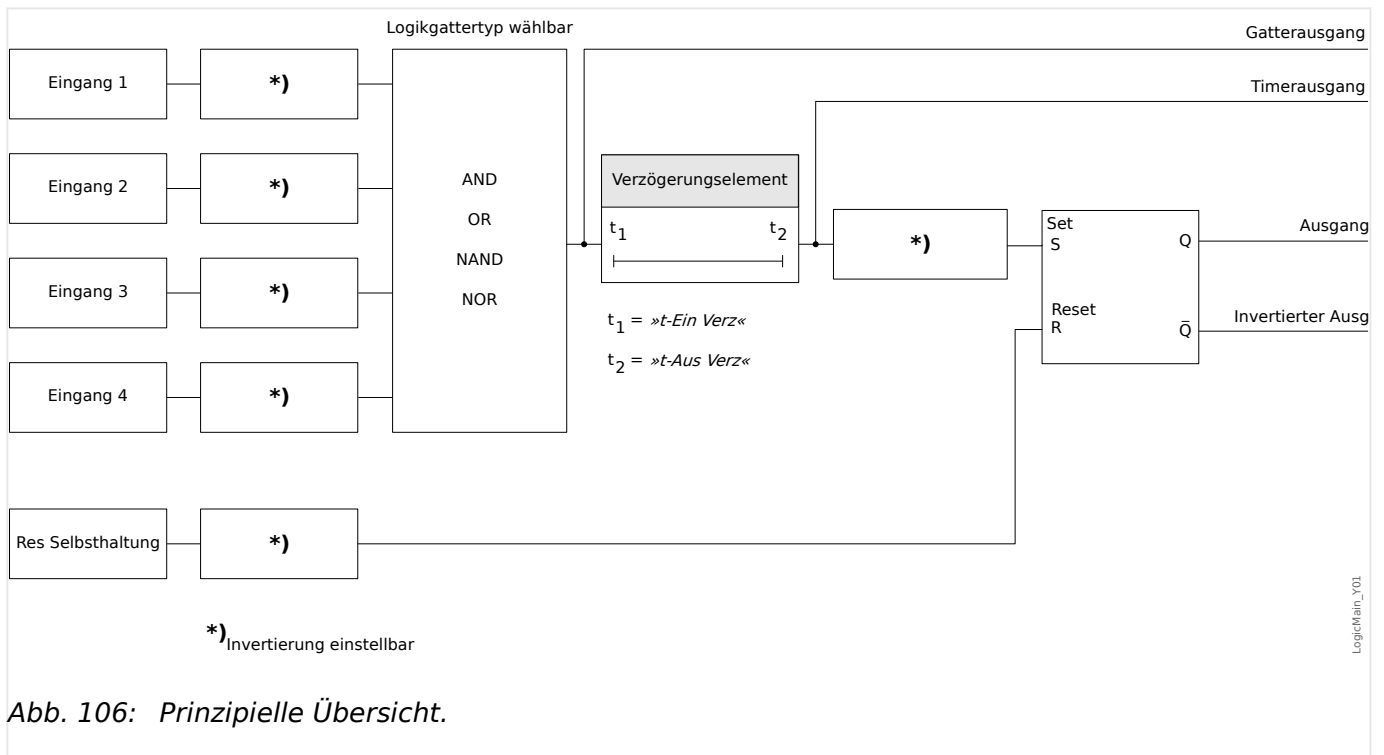 Logikgattertyp wählbar
Gatterausgang
Timerausgang
Eingang 1
*)
Eingang 2
*)
AND
OR
NAND
NOR
Verzögerungselement
t1
t2
*)
Set
S
Q
Ausgang
Eingang 3
*)
t1 = »t-Ein Verz«
Reset
R
Q̅
Invertierter Ausg
t2 = »t-Aus Verz«
Eingang 4
*)
Res Selbsthaltung
*)
*)Invertierung einstellbar
LogicMain_Y01
Abb. 106: Prinzipielle Übersicht.